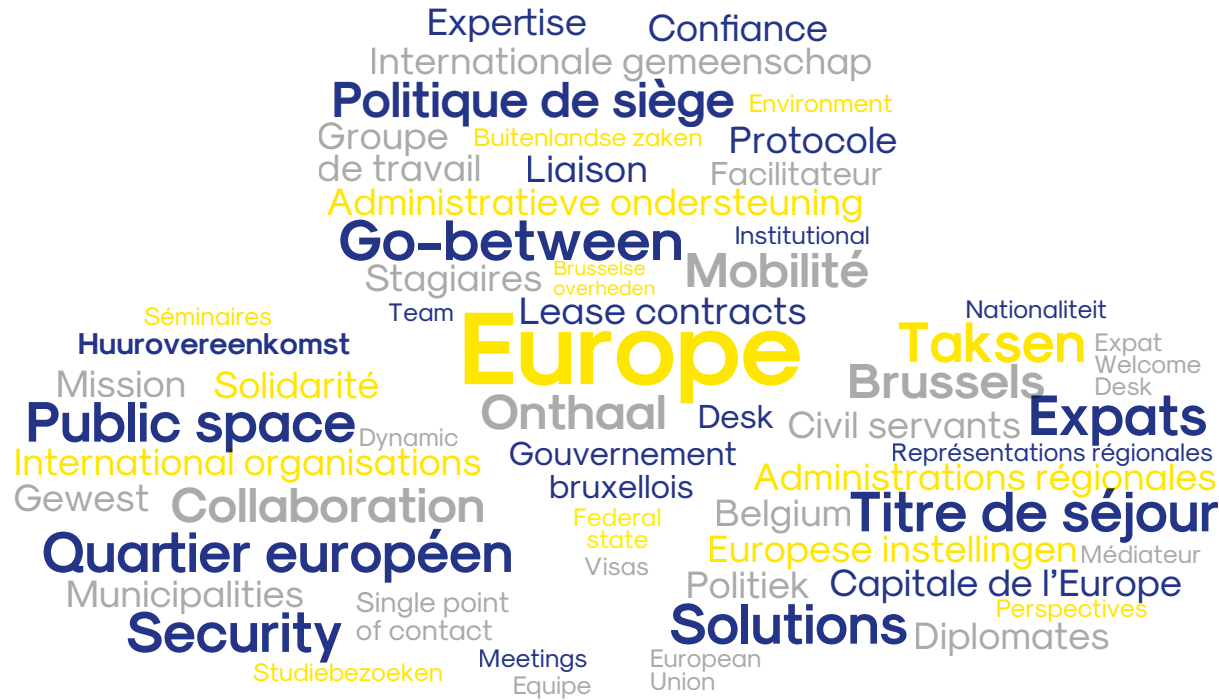 Expertise Confiance
Internationale gemeenschap
Politique de siège Environment
Groupe
de travail
Buitenlandse zaken Protocole
Liaison Facilitateur
Administratieve ondersteuning
Go-between Institutional
Stagiaires Brusselse
overheden
Mobilité
Séminaires Team Lease contracts Nationaliteit
Huurovereenkomst Europe Taksen Expat
Welcome
Desk
Mission Solidarité Brussels
Public space Dynamic Onthaal Desk Civil servants Expats
International organisations Gouvernement
bruxellois
Représentations régionales
Administrations régionales
Gewest Collaboration Federal
state
Belgium Titre de séjour
Quartier européen Visas Europese instellingen Médiateur
Municipalities Single point
of contact
Politiek Capitale de l'Europe
Security Solutions Perspectives
Diplomates
Studiebezoeken Meetings European
Union
Equipe